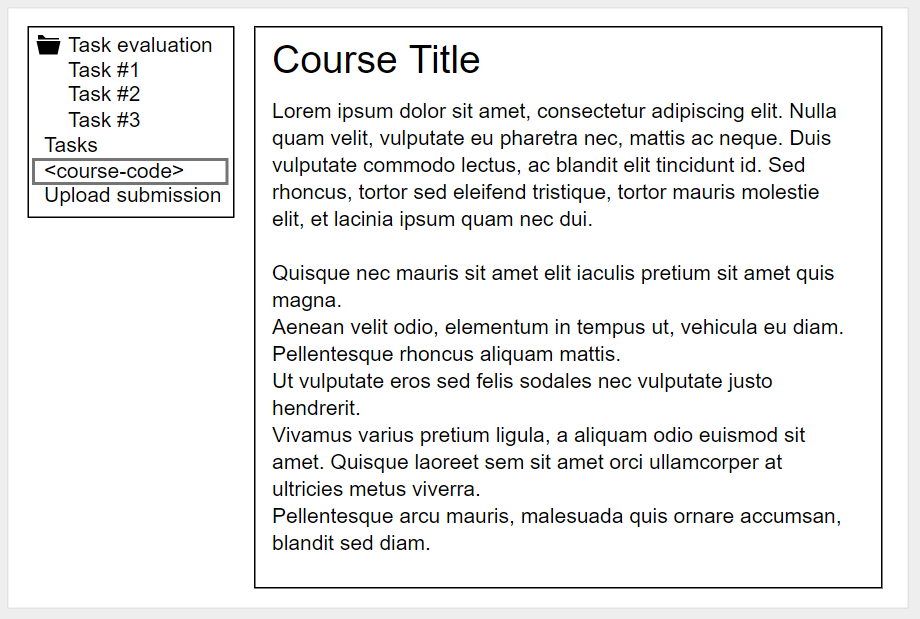 Task evaluation
Task #1
Task #2
Task #3
Tasks
<course-code>
Upload submission
Course Title
Lorem ipsum dolor sit amet, consectetur adipiscing elit. Nulla
quam velit, vulputate eu pharetra nec, mattis ac neque. Duis
vulputate commodo lectus, ac blandit elit tincidunt id. Sed
rhoncus, tortor sed eleifend tristique, tortor mauris molestie
elit, et lacinia ipsum quam nec dui.
Quisque nec mauris sit amet elit iaculis pretium sit amet quis
magna.
Aenean velit odio, elementum in tempus ut, vehicula eu diam.
Pellentesque rhoncus aliquam mattis.
Ut vulputate eros sed felis sodales nec vulputate justo
hendrerit.
Vivamus varius pretium ligula, a aliquam odio euismod sit
amet. Quisque laoreet sem sit amet orci ullamcorper at
ultricies metus viverra.
Pellentesque arcu mauris, malesuada quis ornare accumsan,
blandit sed diam.